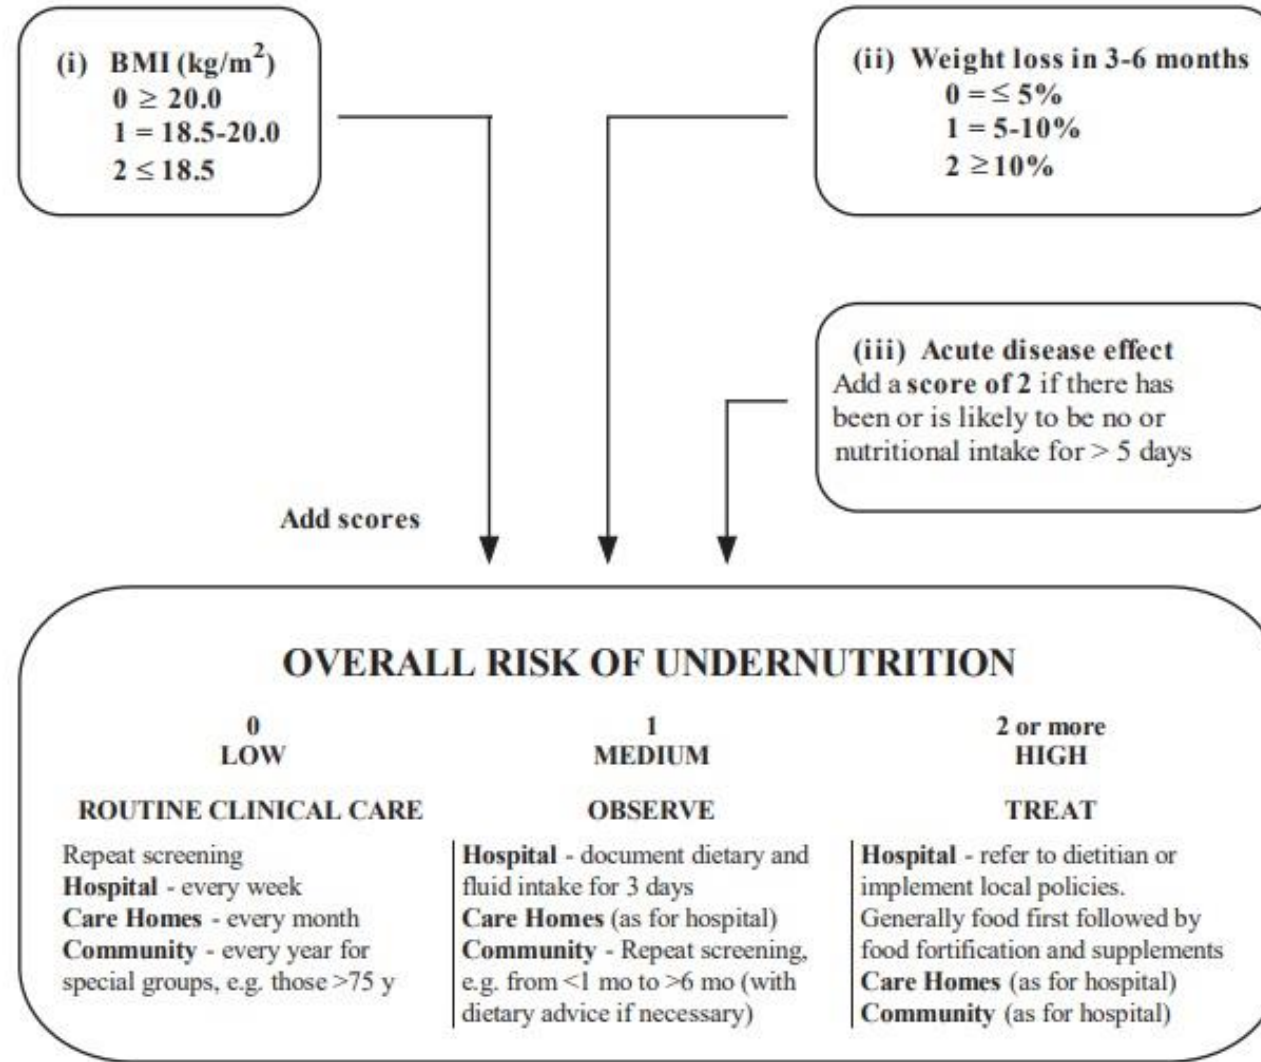 (i) BMI (kg/m²)
0 ≥ 20.0
1 = 18.5-20.0
2 ≤ 18.5
(ii) Weight loss in 3-6 months
0 = ≤ 5%
1 = 5-10%
2 ≥10%
(iii) Acute disease effect
Add a score of 2 if there has
been or is likely to be no or
nutritional intake for > 5 days
Add scores
OVERALL RISK OF UNDERNUTRITION
0
LOW
ROUTINE CLINICAL CARE
Repeat screening
Hospital - every week
Care Homes - every month
Community - every year for
special groups, e.g. those >75 y
1
MEDIUM
OBSERVE
Hospital - document dietary and
fluid intake for 3 days
Care Homes (as for hospital)
Community - Repeat screening,
e.g. from <1 mo to >6 mo (with
dietary advice if necessary)
2 or more
HIGH
TREAT
Hospital - refer to dietitian or
implement local policies.
Generally food first followed by
food fortification and supplements
Care Homes (as for hospital)
Community (as for hospital)